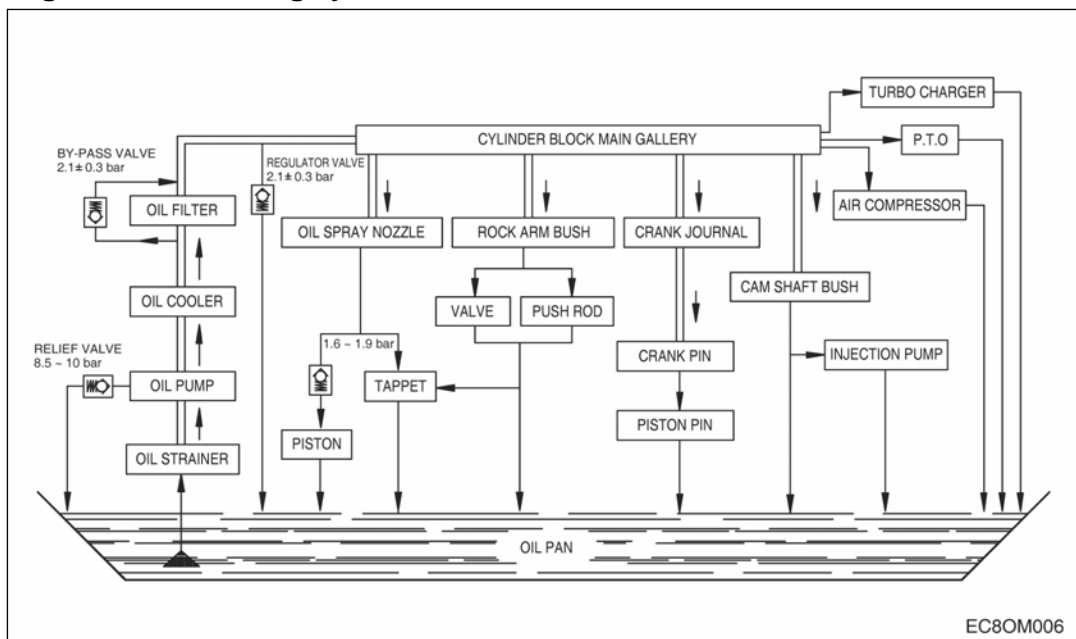 TURBO CHARGER
CYLINDER BLOCK MAIN GALLERY
P.T.O
BY-PASS VALVE
2.1± 0.3 bar
REGULATOR VALVE
2.1± 0.3 bar
OIL FILTER
AIR COMPRESSOR
OIL SPRAY NOZZLE
ROCK ARM BUSH
CRANK JOURNAL
OIL COOLER
CAM SHAFT BUSH
VALVE
PUSH ROD
RELIEF VALVE
8.5 ~ 10 bar
1.6 ~ 1.9 bar
CRANK PIN
INJECTION PUMP
OIL PUMP
TAPPET
PISTON
PISTON PIN
OIL STRAINER
OIL PAN
EC8OM006